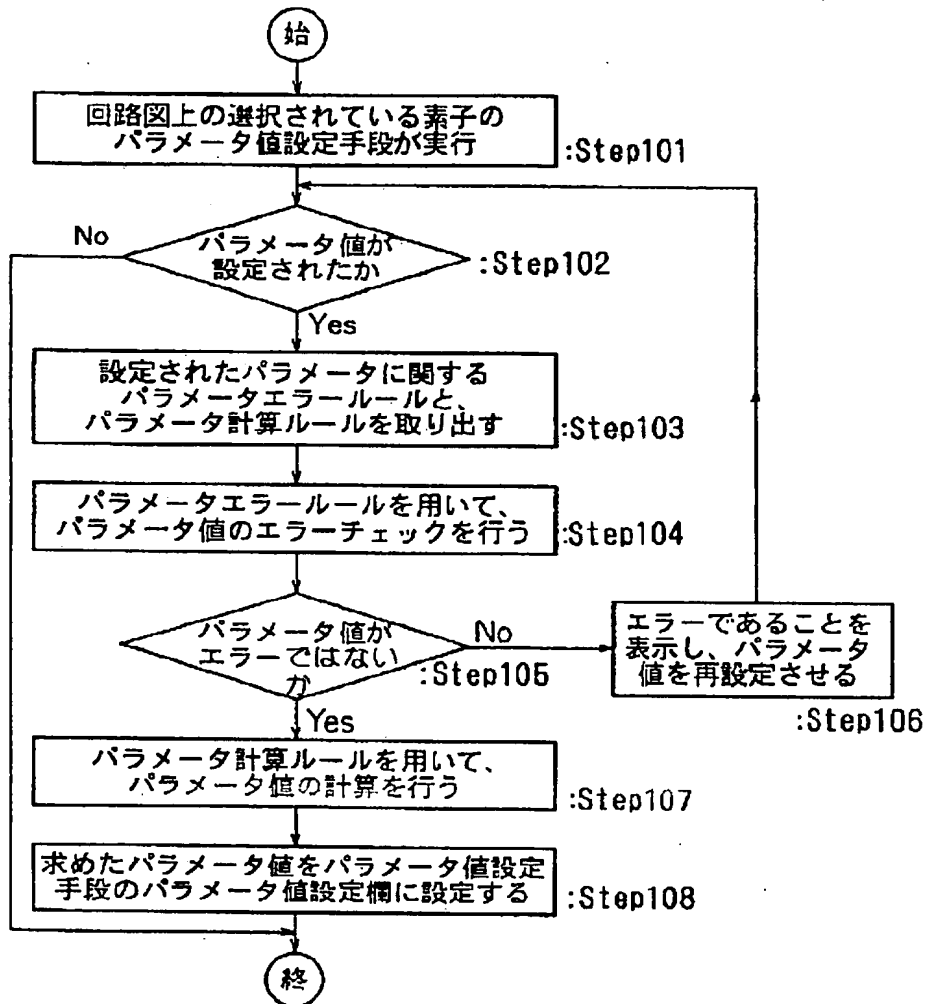 始
回路図上の選択されている素子の
パラメータ値設定手段が実行
:Step101
No
パラメータ値が
設定されたか
:Step102
Yes
設定されたパラメータに関する
パラメータエラールールと、
パラメータ計算ルールを取り出す
:Step103
パラメータエラールールを用いて、
パラメータ値のエラーチェックを行う
:Step104
パラメータ値が
エラーではない
か
:Step105
No
エラーであることを
表示し、パラメータ
値を再設定させる
:Step106
Yes
パラメータ計算ルールを用いて、
パラメータ値の計算を行う
:Step107
求めたパラメータ値をパラメータ値設定
手段のパラメータ値設定欄に設定する
:Step108
終